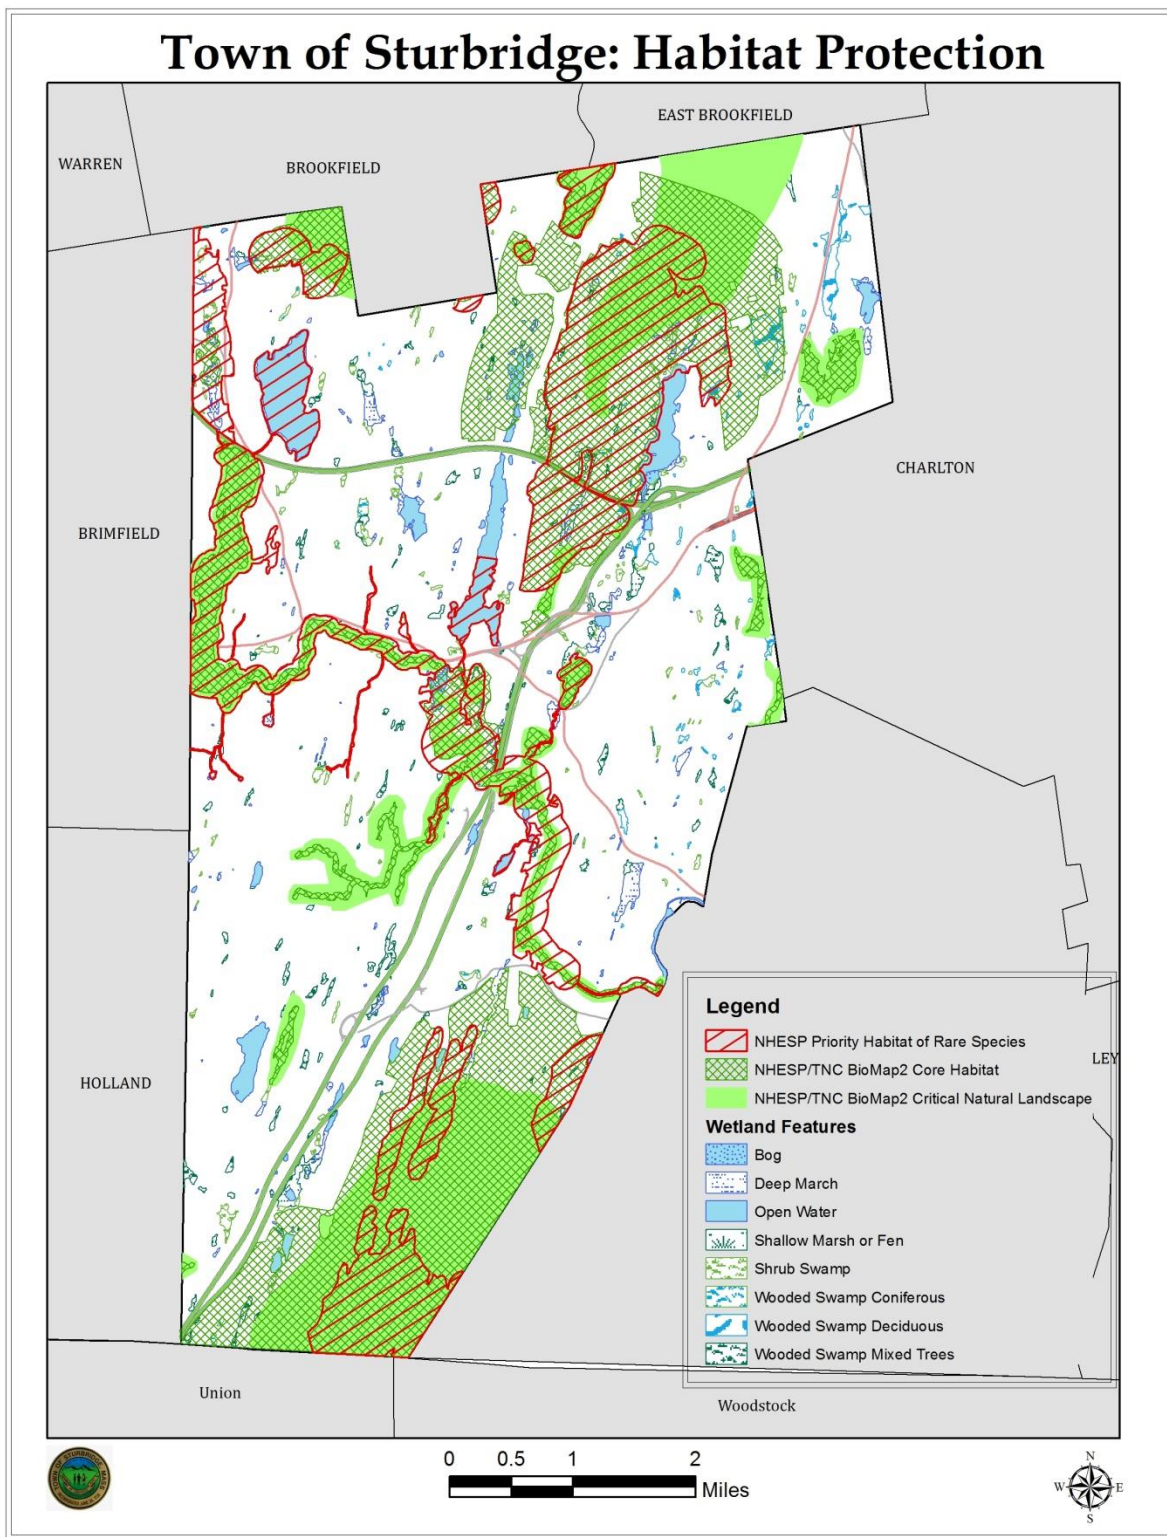 Town of Sturbridge: Habitat Protection
EAST BROOKFIELD
WARREN
BROOKFIELD
CHARLTON
BRIMFIELD
HOLLAND
LEY
Legend
NHESP Priority Habitat of Rare Species
NHESP/TNC BioMap2 Core Habitat
NHESP/TNC BioMap2 Critical Natural Landscape
Wetland Features
Bog
Deep March
Open Water
Shallow Marsh or Fen
Shrub Swamp
Wooded Swamp Coniferous
Wooded Swamp Deciduous
Wooded Swamp Mixed Trees
Union
Woodstock
0 0.5 1 2
Miles
N
W E
S